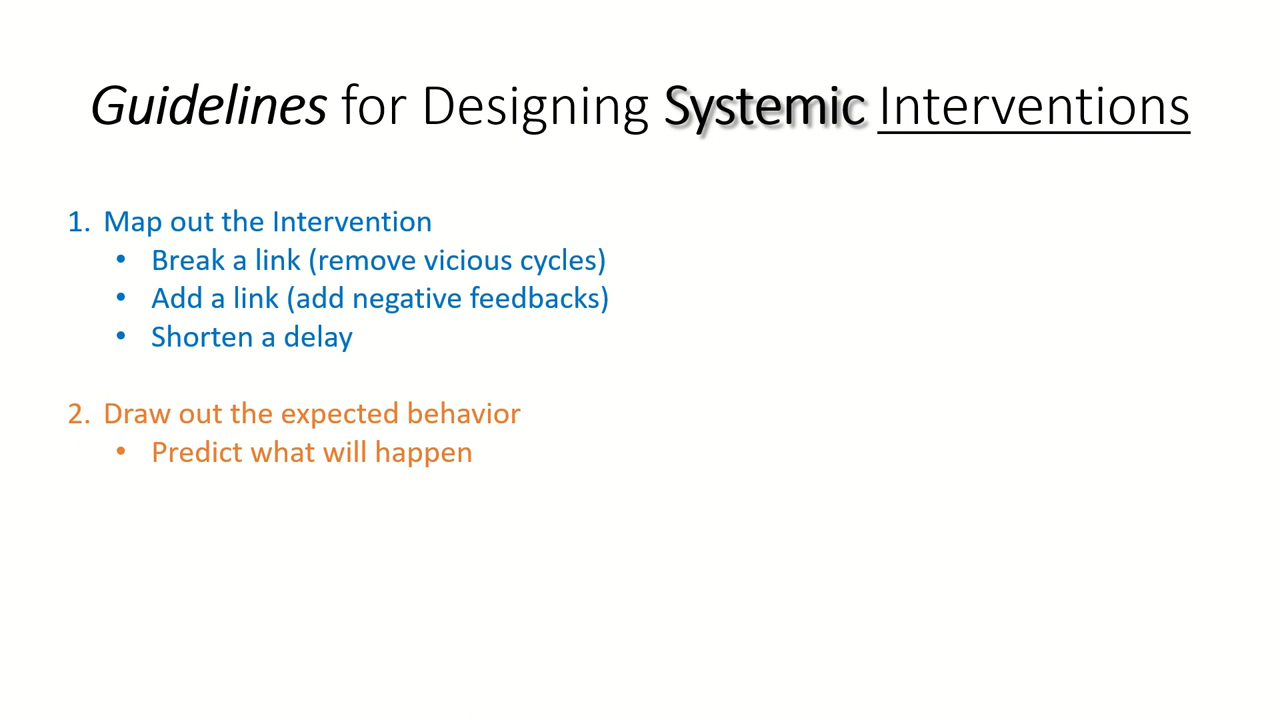 Guidelines for Designing Systemic Interventions
1. Map out the Intervention
• Break a link (remove vicious cycles)
• Add a link (add negative feedbacks)
• Shorten a delay
2. Draw out the expected behavior
• Predict what will happen